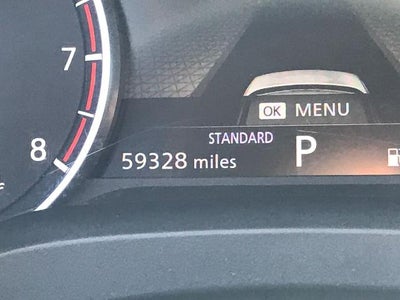 7
OK MENU
STANDARD
8
59328 miles P